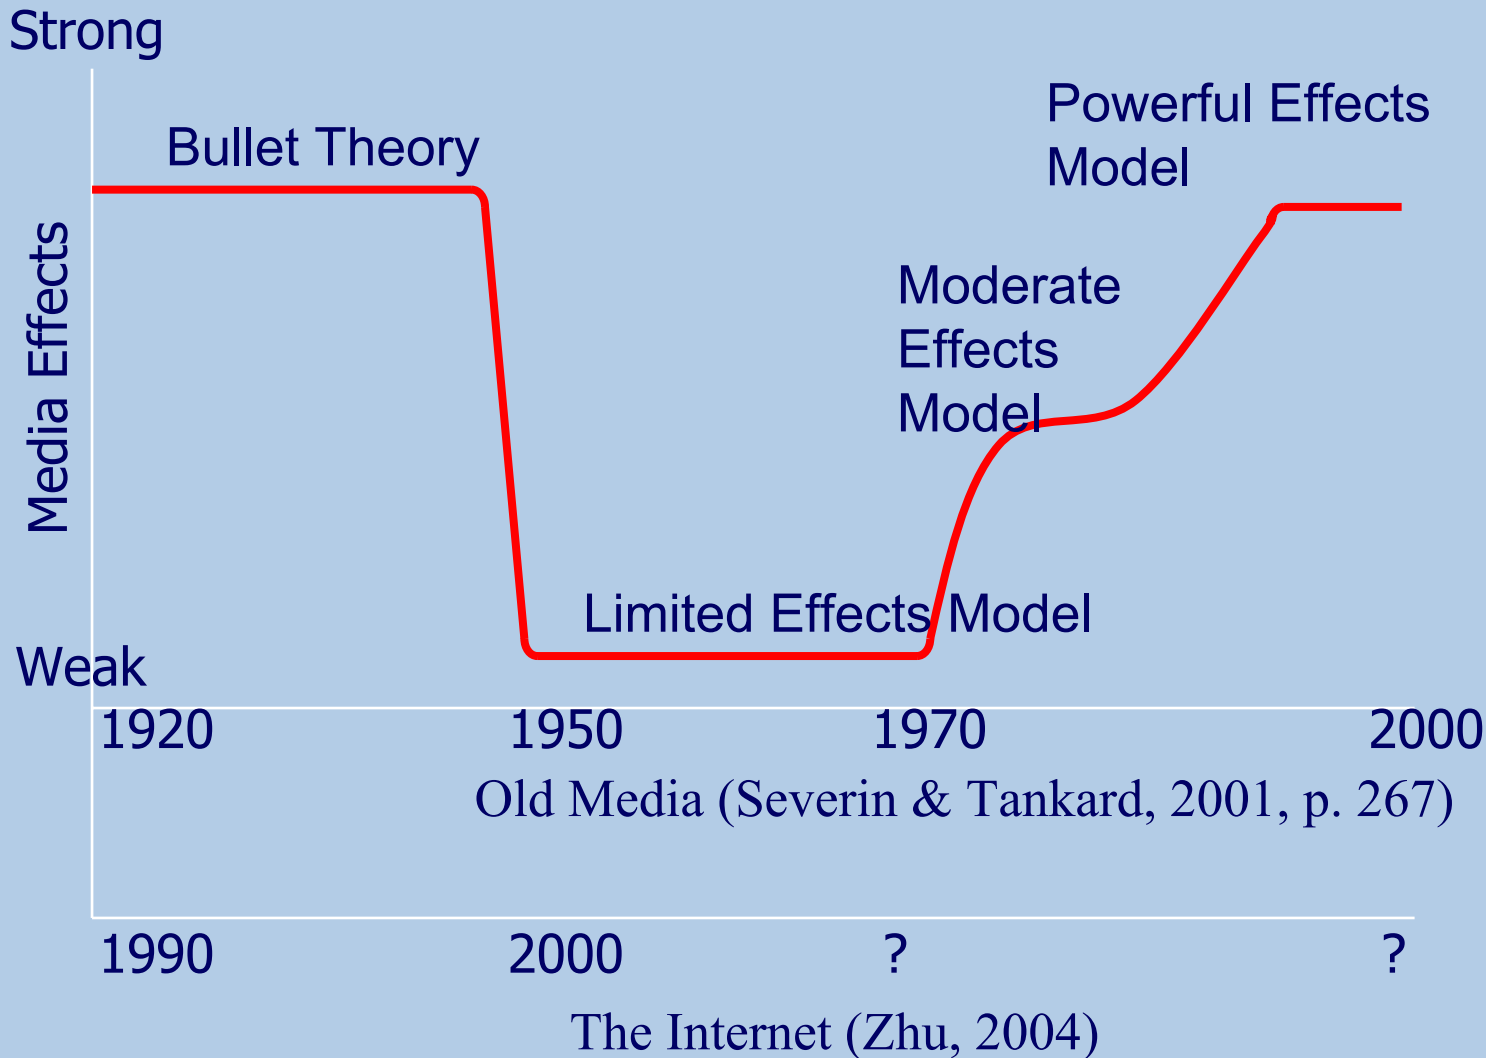 Strong
Powerful Effects
Model
Bullet Theory
Media Effects
Moderate
Effects
Model
Limited Effects Model
Weak
1920 1950 1970 2000
Old Media (Severin & Tankard, 2001, p. 267)
1990 2000 ? ?
The Internet (Zhu, 2004)